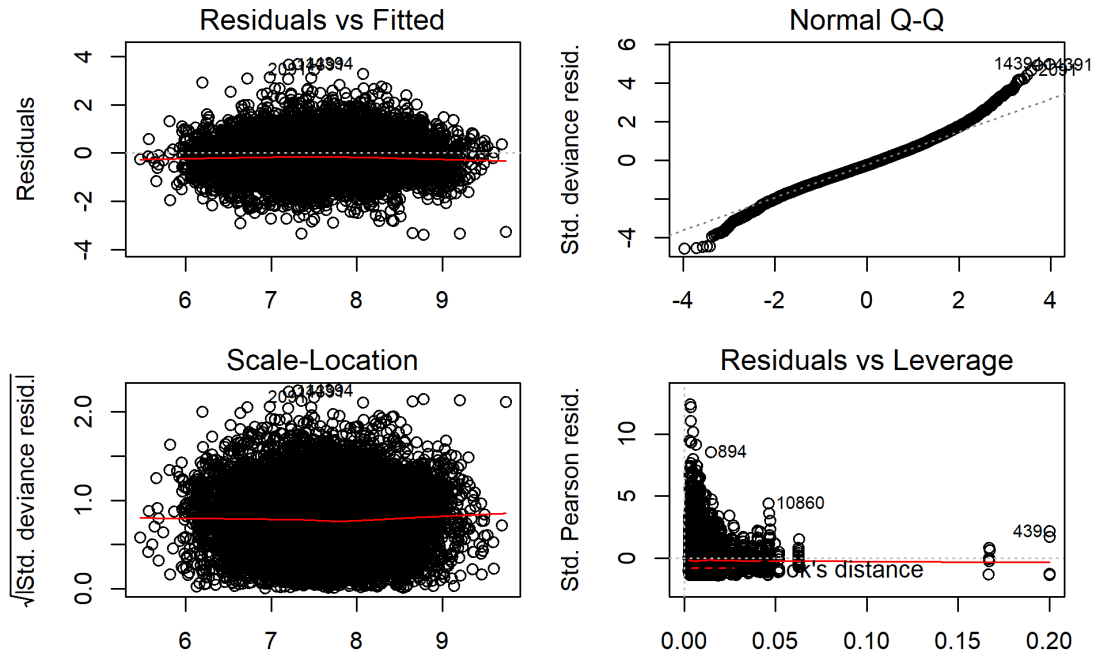 Residuals vs Fitted
Residuals
4
2
0
-2
-4
6 7 8 9
Normal Q-Q
Std. deviance resid.
6
4
2
0
-4
-4 -2 0 2 4
2091
Scale-Location
√|Std. deviance resid.|
2.0
1.0
0.0
6 7 8 9
Residuals vs Leverage
Std. Pearson resid.
10
5
0
894
10860
439
ok's distance
0.00 0.05 0.10 0.15 0.20